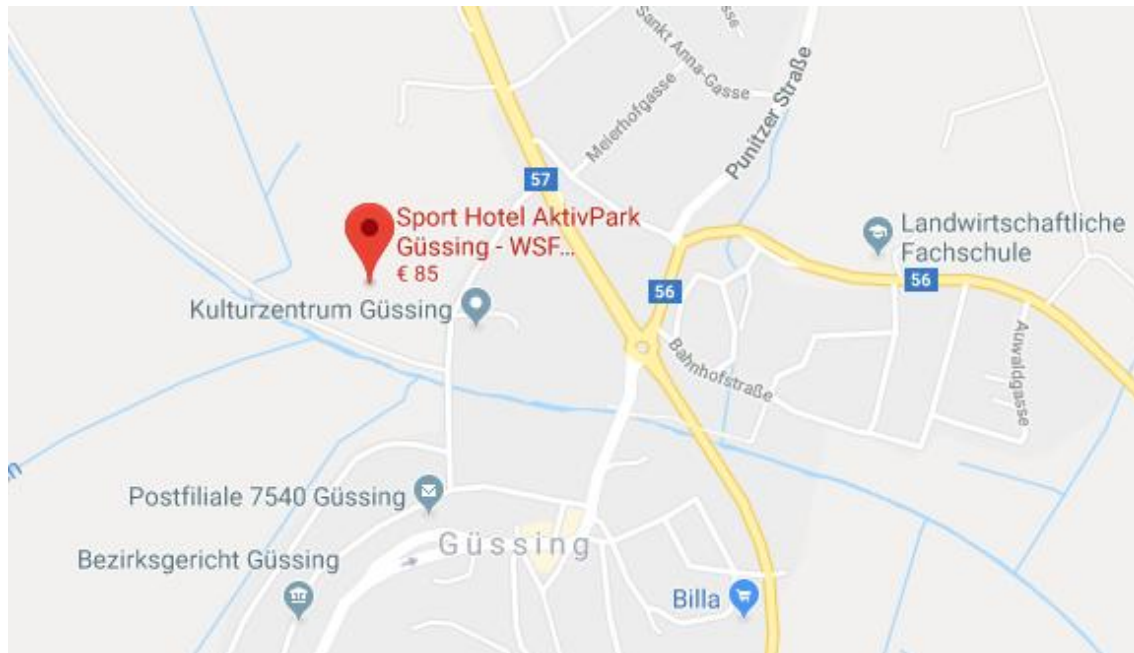 Sankt Anna-Gasse
Meierhofgasse
Punitzer Straße
57
Sport Hotel AktivPark
Güssing - WSF...
€ 85
Landwirtschaftliche
Fachschule
56
56
Kulturzentrum Güssing
Bahnhofstraße
Auwaldgasse
Postfiliale 7540 Güssing
Güssing
Bezirksgericht Güssing
Billa